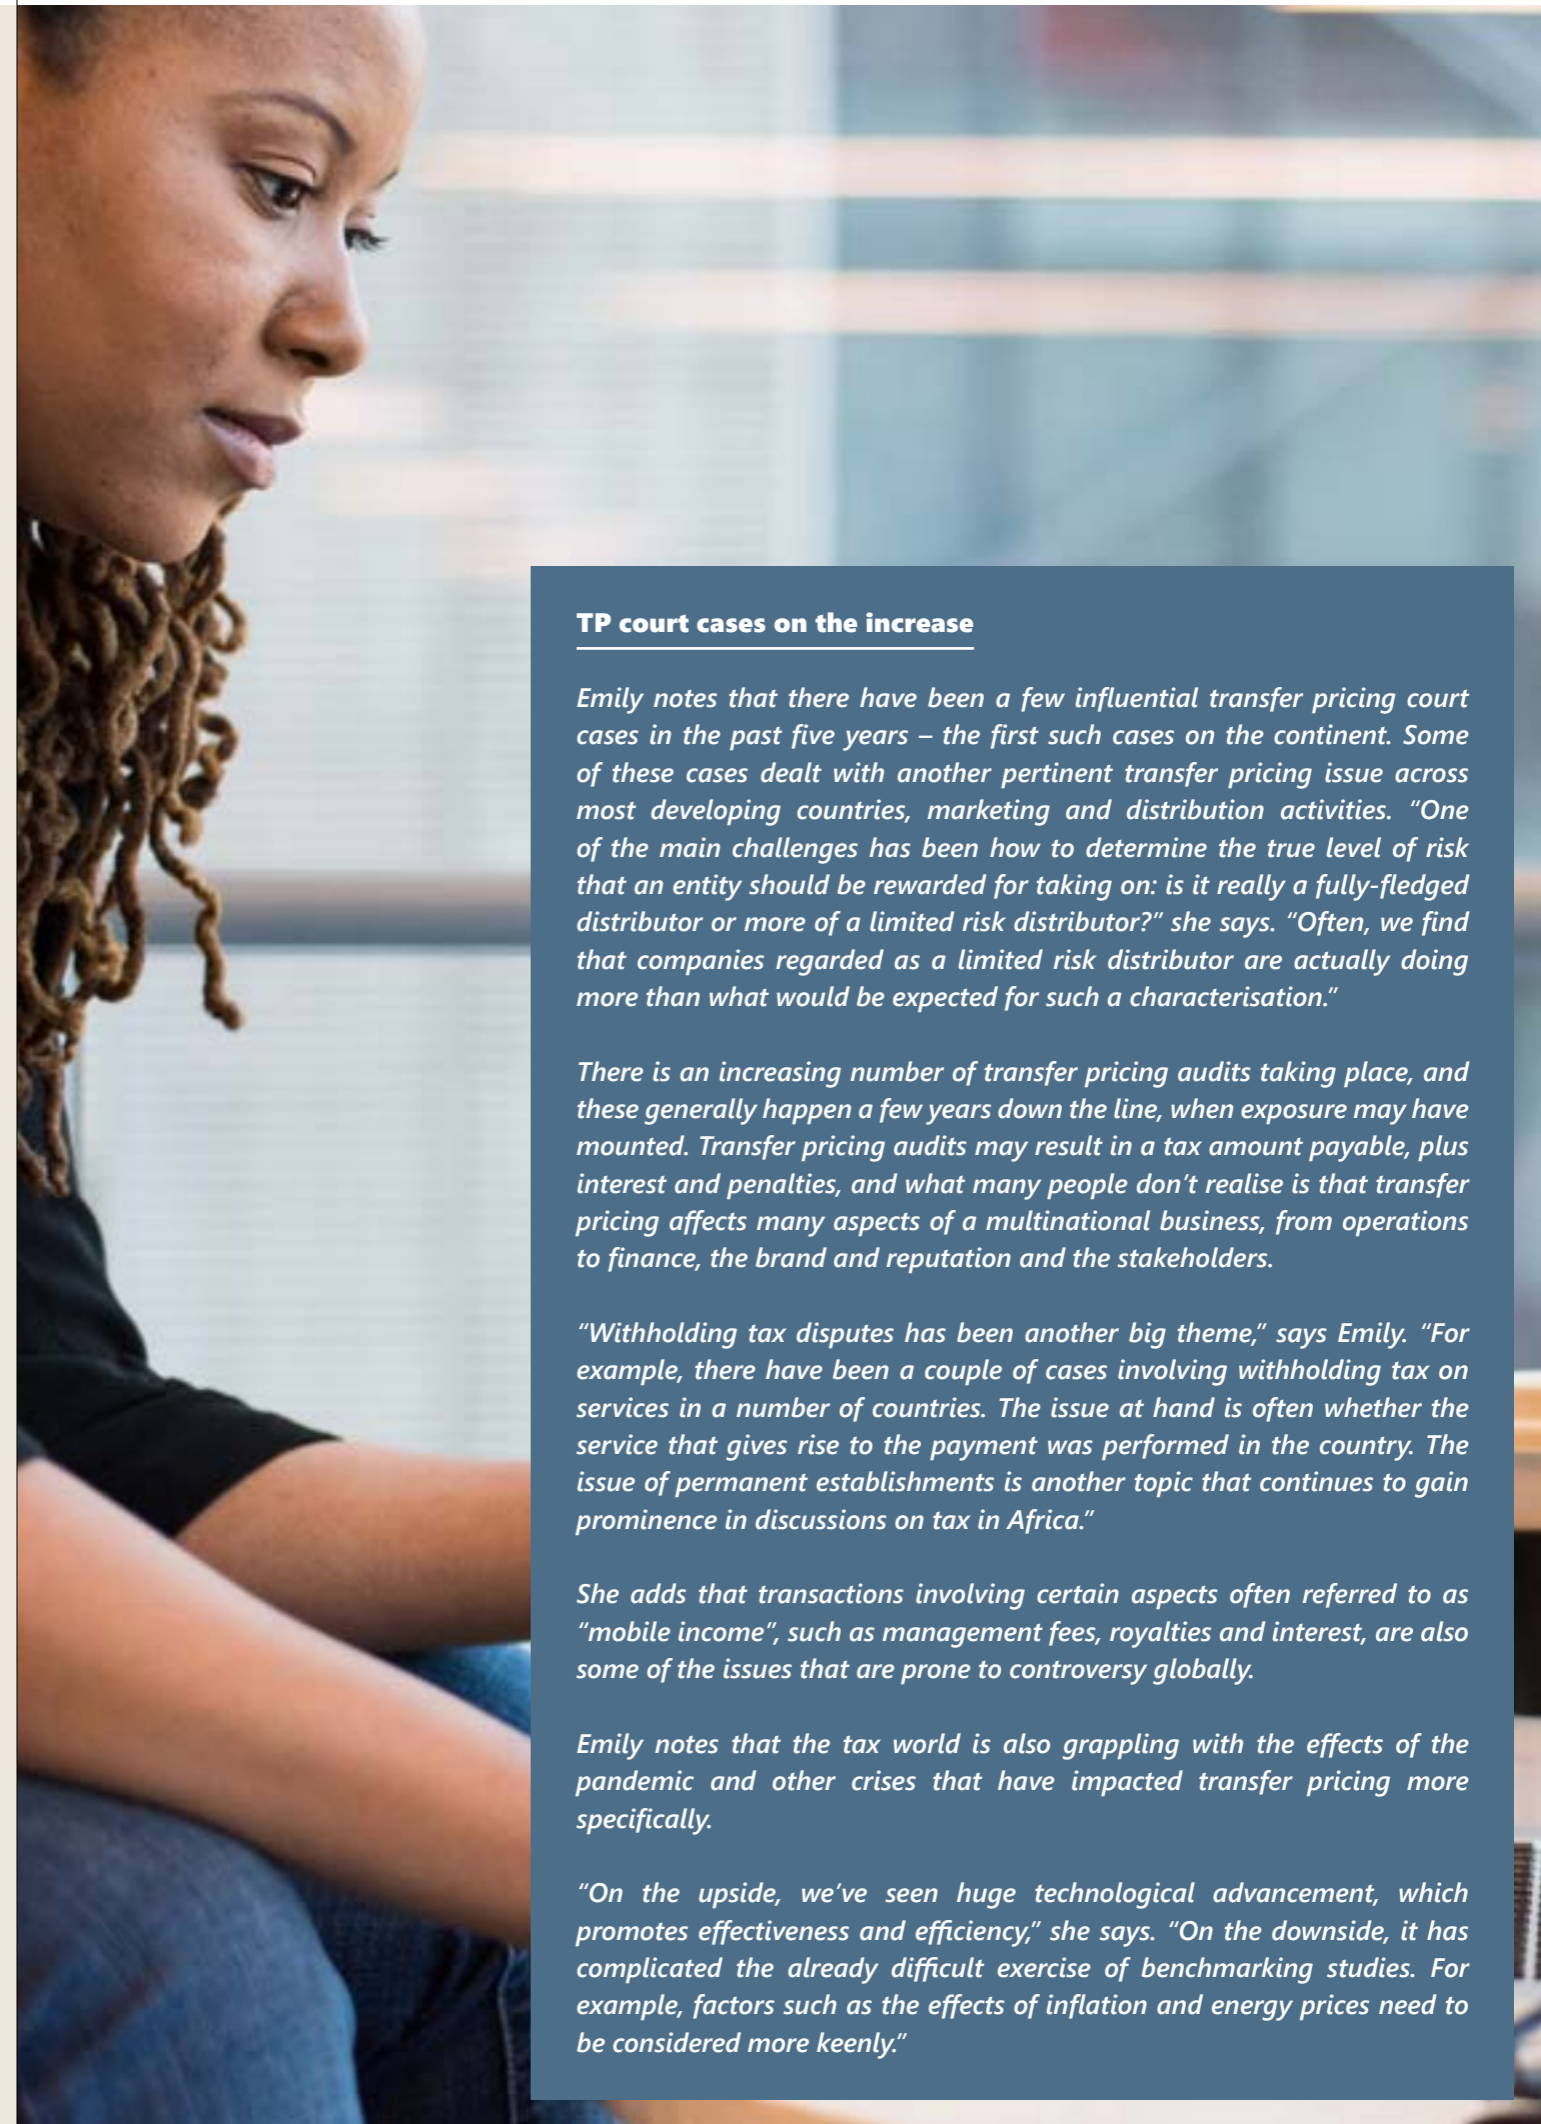 TP court cases on the increase
Emily notes that there have been a few influential transfer pricing court
cases in the past five years – the first such cases on the continent. Some
of these cases dealt with another pertinent transfer pricing issue across
most developing countries, marketing and distribution activities. “One
of the main challenges has been how to determine the true level of risk
that an entity should be rewarded for taking on: is it really a fully-fledged
distributor or more of a limited risk distributor?” she says. “Often, we find
that companies regarded as a limited risk distributor are actually doing
more than what would be expected for such a characterisation.”
There is an increasing number of transfer pricing audits taking place, and
these generally happen a few years down the line, when exposure may have
mounted. Transfer pricing audits may result in a tax amount payable, plus
interest and penalties, and what many people don’t realise is that transfer
pricing affects many aspects of a multinational business, from operations
to finance, the brand and reputation and the stakeholders.
“Withholding tax disputes has been another big theme,” says Emily. “For
example, there have been a couple of cases involving withholding tax on
services in a number of countries. The issue at hand is often whether the
service that gives rise to the payment was performed in the country. The
issue of permanent establishments is another topic that continues to gain
prominence in discussions on tax in Africa.”
She adds that transactions involving certain aspects often referred to as
“mobile income”, such as management fees, royalties and interest, are also
some of the issues that are prone to controversy globally.
Emily notes that the tax world is also grappling with the effects of the
pandemic and other crises that have impacted transfer pricing more
specifically.
“On the upside, we’ve seen huge technological advancement, which
promotes effectiveness and efficiency,” she says. “On the downside, it has
complicated the already difficult exercise of benchmarking studies. For
example, factors such as the effects of inflation and energy prices need to
be considered more keenly.”